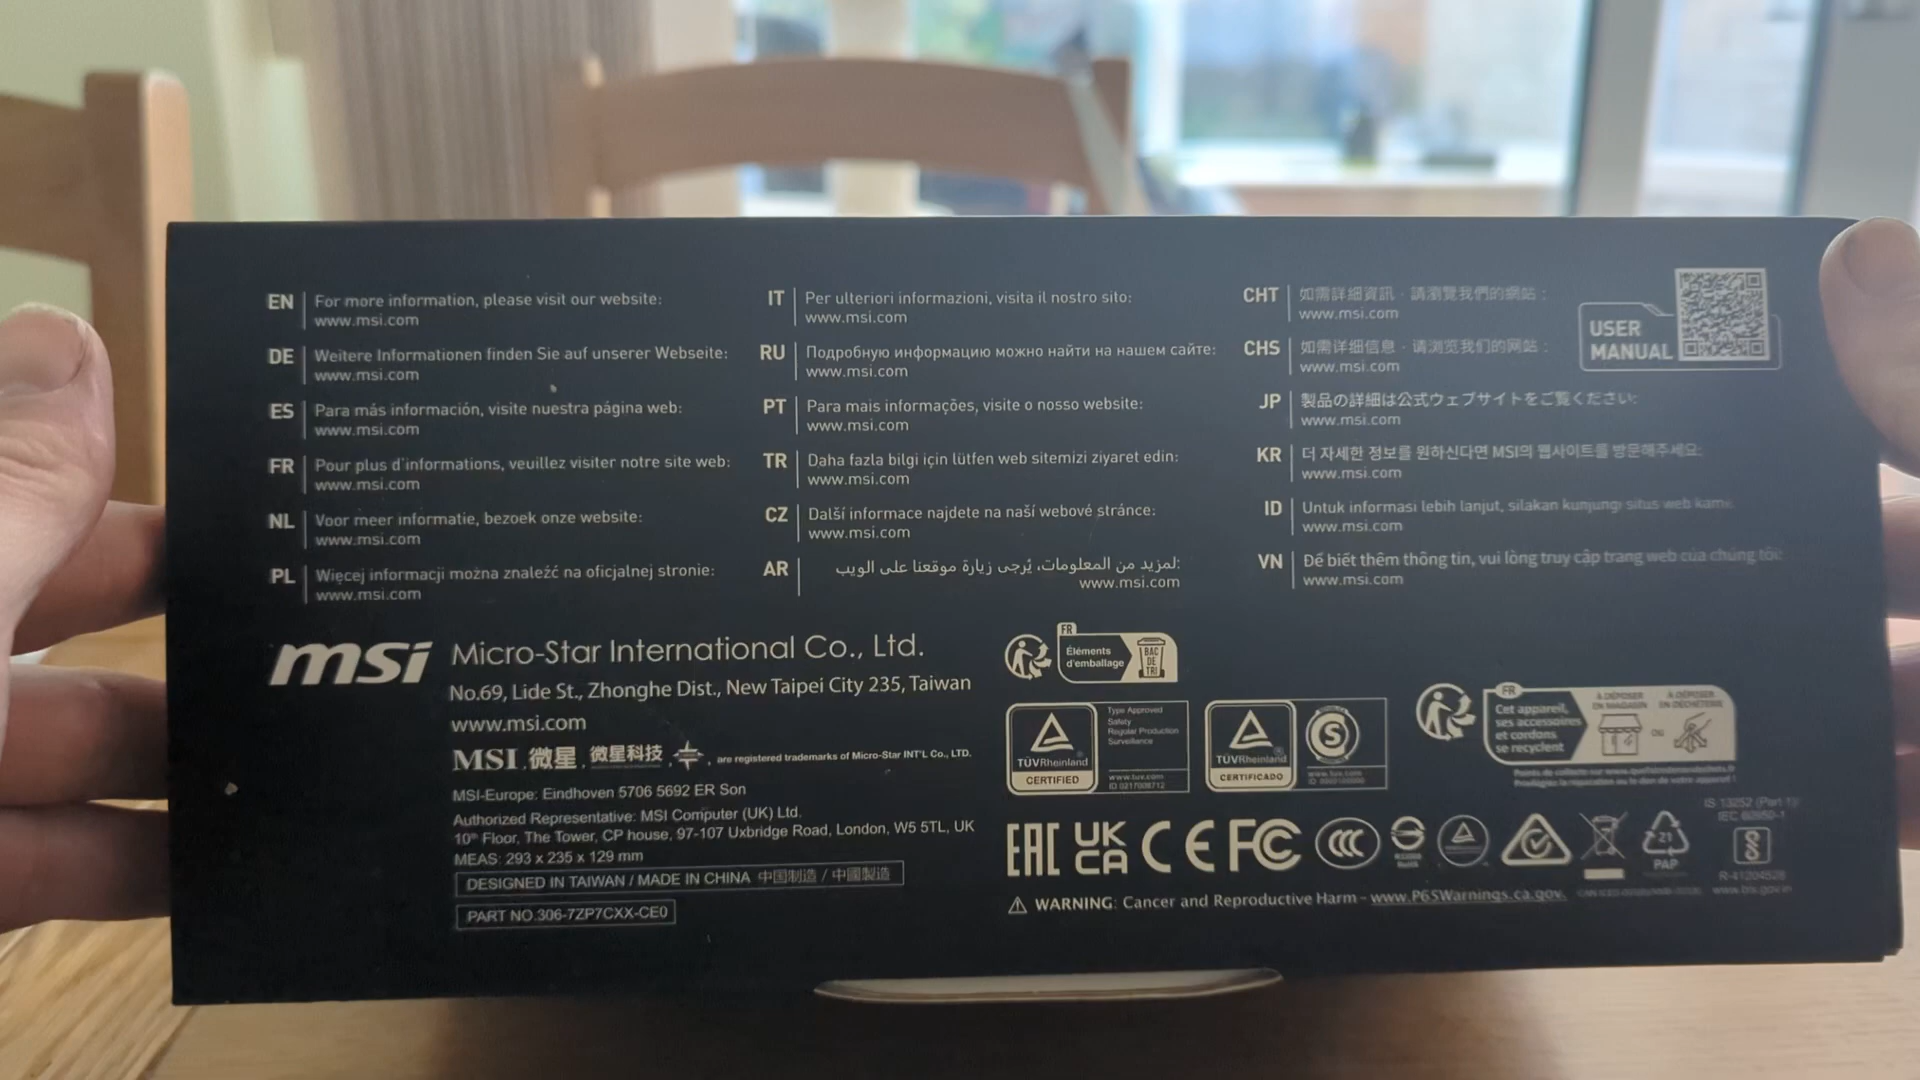 EN For more information, please visit our website:
www.msi.com
DE Weitere Informationen finden Sie auf unserer Webseite:
www.msi.com
ES Para más información, visite nuestra página web:
www.msi.com
FR Pour plus d'informations, veuillez visiter notre site web:
www.msi.com
NL Voor meer informatie, bezoek onze website:
www.msi.com
PL Więcej informacji można znaleźć na oficjalnej stronie:
www.msi.com
IT Per ulteriori informazioni, visita il nostro sito:
www.msi.com
RU Подробную информацию можно найти на нашем сайте:
www.msi.com
PT Para mais informações, visite o nosso website:
www.msi.com
TR Daha fazla bilgi için lütfen web sitemizi ziyaret edin:
www.msi.com
CZ Další informace najdete na naší webové stránce:
www.msi.com
AR لمزيد من المعلومات، يُرجى زيارة موقعنا على الويب:
www.msi.com
CHT 如需詳細資訊，請瀏覽我們的網站：
www.msi.com
CHS 如需详细信息，请浏览我们的网站：
www.msi.com
JP 製品の詳細は公式ウェブサイトをご覧ください:
www.msi.com
KR 더 자세한 정보를 원하신다면 MSI의 웹사이트를 방문해주세요:
www.msi.com
ID Untuk informasi lebih lanjut, silakan kunjungi situs web kami:
www.msi.com
VN Để biết thêm thông tin, vui lòng truy cập trang web của chúng tôi:
www.msi.com
USER
MANUAL
msi
Micro-Star International Co., Ltd.
No.69, Lide St., Zhonghe Dist., New Taipei City 235, Taiwan
www.msi.com
MSI, 微星, 微星科技, , are registered trademarks of Micro-Star INT'L Co., LTD.
MSI-Europe: Eindhoven 5706 5692 ER Son
Authorized Representative: MSI Computer (UK) Ltd.
10th Floor, The Tower, CP house, 97-107 Uxbridge Road, London, W5 5TL, UK
MEAS: 293 x 235 x 129 mm
DESIGNED IN TAIWAN / MADE IN CHINA 中国制造 / 中國製造
PART NO.306-7ZP7CXX-CE0
FR
Éléments
d'emballage
BAC
DE
TRI
TÜVRheinland
CERTIFIED
Type Approved
Safety
Regular Production
Surveillance
www.tuv.com
ID 0217008712
TÜVRheinland
CERTIFICADO
S
www.tuv.com
FR
Cet appareil,
ses accessoires
et cordons
se recyclent
À DÉPOSER
EN MAGASIN
OU
À DÉPOSER
EN DÉCHÈTERIE
EAC UK CA CE FC CCC
21
PAP
IS 13252 (Part 1)/
IEC 60950-1
R-41204528
www.bis.gov.in
WARNING: Cancer and Reproductive Harm - www.P65Warnings.ca.gov.